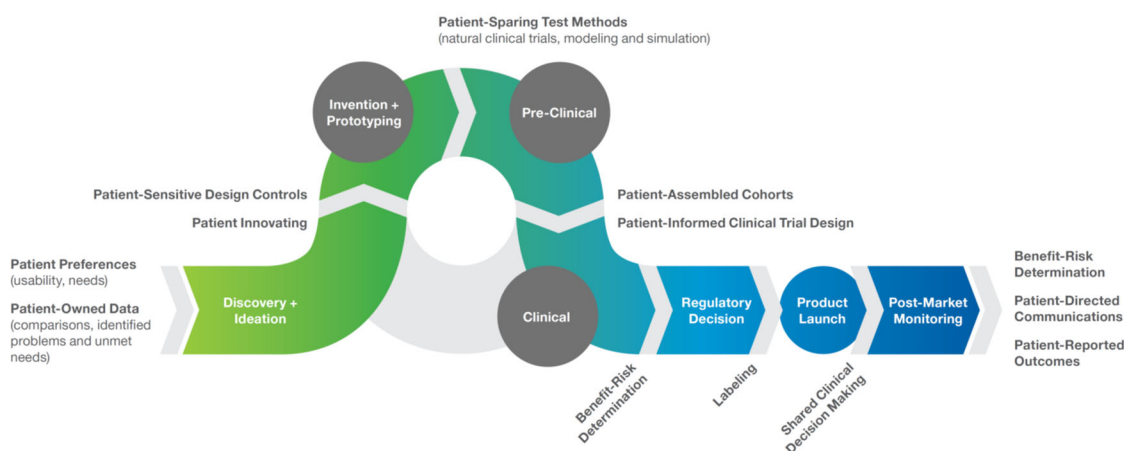 Patient-Sparing Test Methods
(natural clinical trials, modeling and simulation)
Invention +
Prototyping
Pre-Clinical
Patient-Sensitive Design Controls
Patient Innovating
Patient-Assembled Cohorts
Patient-Informed Clinical Trial Design
Patient Preferences
(usability, needs)
Patient-Owned Data
(comparisons, identified
problems and unmet
needs)
Discovery +
Ideation
Clinical
Regulatory
Decision
Product
Launch
Post-Market
Monitoring
Benefit-Risk
Determination
Patient-Directed
Communications
Patient-Reported
Outcomes
Benefit-Risk
Determination
Labeling
Shared Clinical
Decision Making